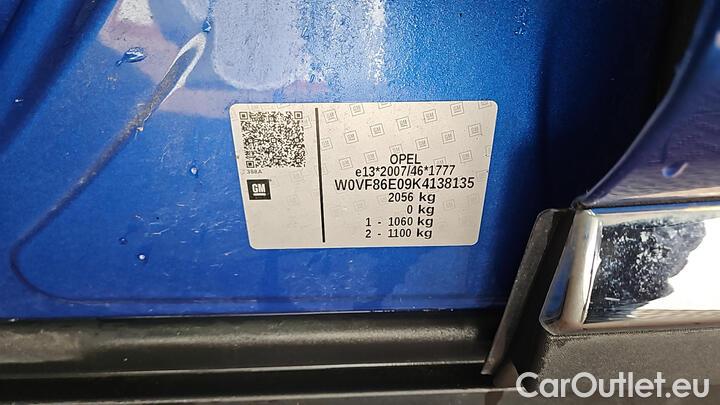 388A
GM
OPEL
e13*2007/46*1777
W0VF86E09K4138135
2056 kg
0 kg
1 - 1060 kg
2 - 1100 kg
CarOutlet.eu